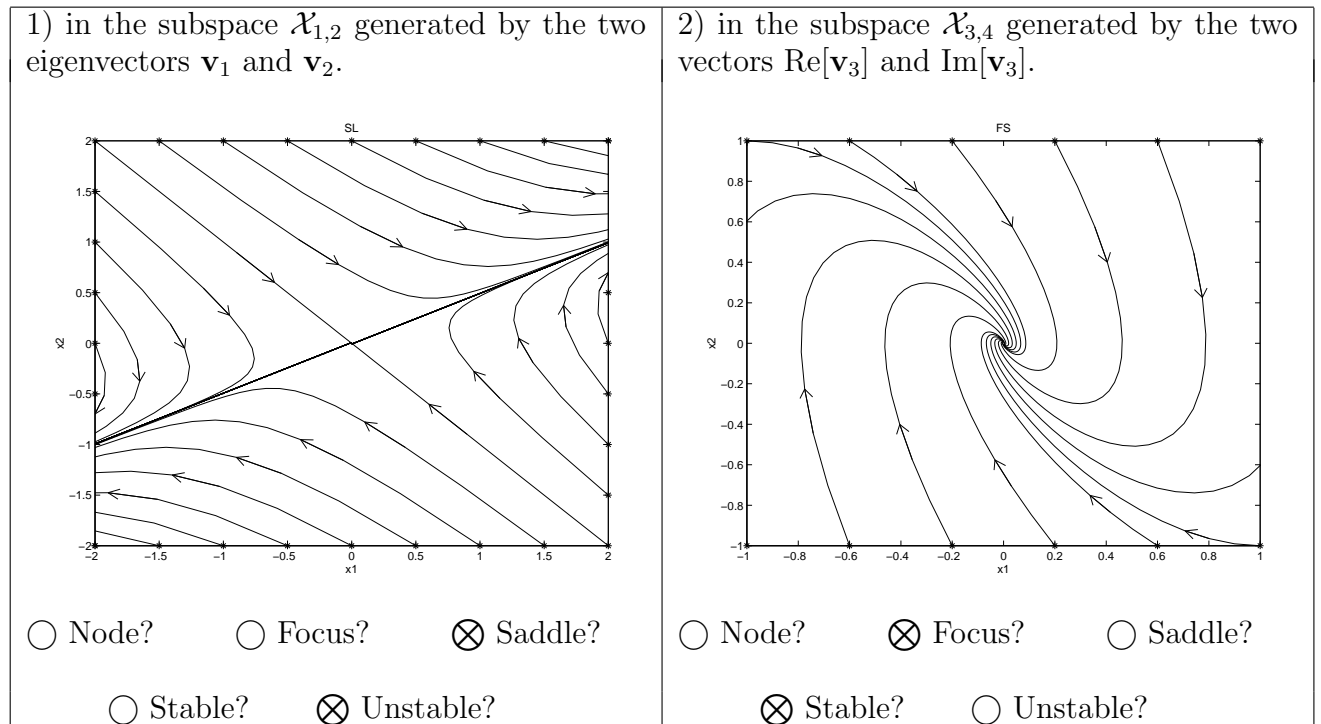 1) in the subspace 𝒳₁,₂ generated by the two
eigenvectors v₁ and v₂.
SL
2
1.5
1
0.5
0
−0.5
−1
−1.5
−2
x2
−2 −1.5 −1 −0.5 0 0.5 1 1.5 2
x1
Node? Focus? ⊗ Saddle?
Stable? ⊗ Unstable?
2) in the subspace 𝒳₃,₄ generated by the two
vectors Re[v₃] and Im[v₃].
FS
1
0.8
0.6
0.4
0.2
0
−0.2
−0.4
−0.6
−0.8
−1
x2
−1 −0.8 −0.6 −0.4 −0.2 0 0.2 0.4 0.6 0.8 1
x1
Node? ⊗ Focus? Saddle?
⊗ Stable? Unstable?